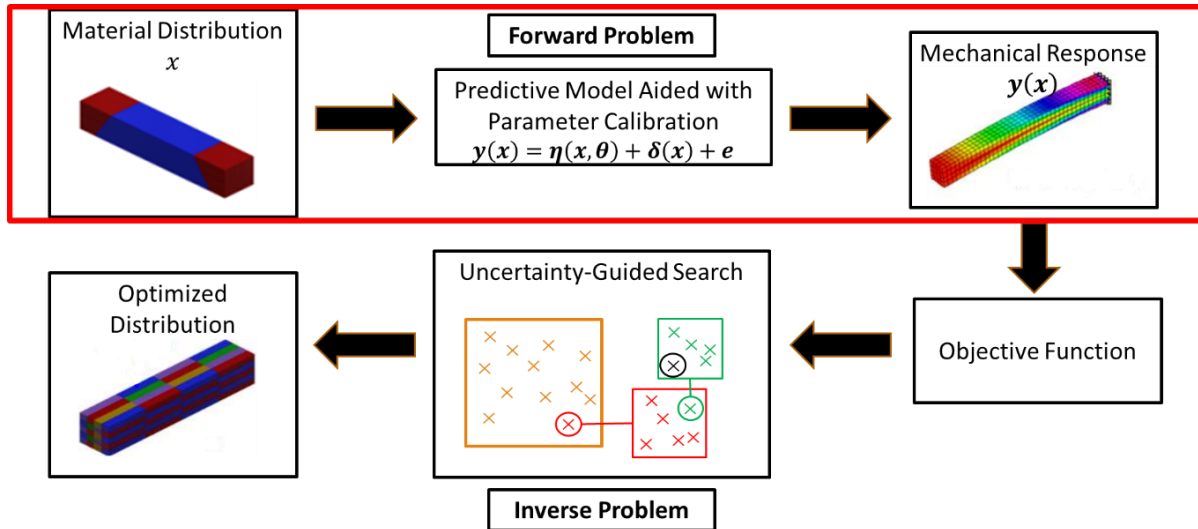 Material Distribution
x
Forward Problem
Predictive Model Aided with
Parameter Calibration
y(x) = η(x, θ) + δ(x) + e
Mechanical Response
y(x)
Optimized
Distribution
Uncertainty-Guided Search
Objective Function
Inverse Problem